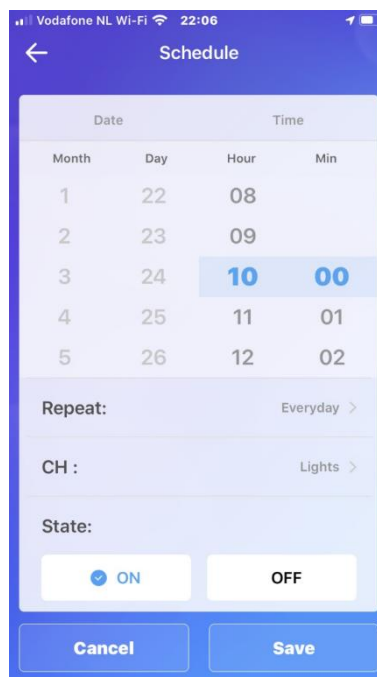 Vodafone NL Wi-Fi 22:06
Schedule
Date Time
Month Day Hour Min
1 22 08
2 23 09
3 24 10 00
4 25 11 01
5 26 12 02
Repeat: Everyday >
CH : Lights >
State:
ON OFF
Cancel Save